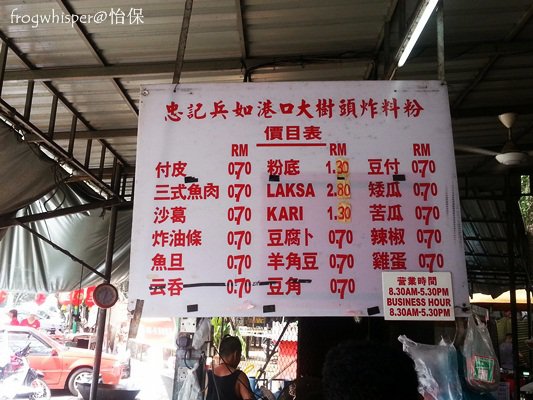 frogwhisper@怡保
忠記兵如港口大樹頭炸料粉
價目表
RM RM RM
付皮 0.70 粉底 1.30 豆付 0.70
三式魚肉 0.70 LAKSA 2.80 矮瓜 0.70
沙葛 0.70 KARI 1.30 苦瓜 0.70
炸油條 0.70 豆腐卜 0.70 辣椒 0.70
魚旦 0.70 羊角豆 0.70 雞蛋 0.70
云吞 0.70 豆角 0.70
营業時間
8.30AM-5.30PM
BUSINESS HOUR
8.30AM-5.30PM